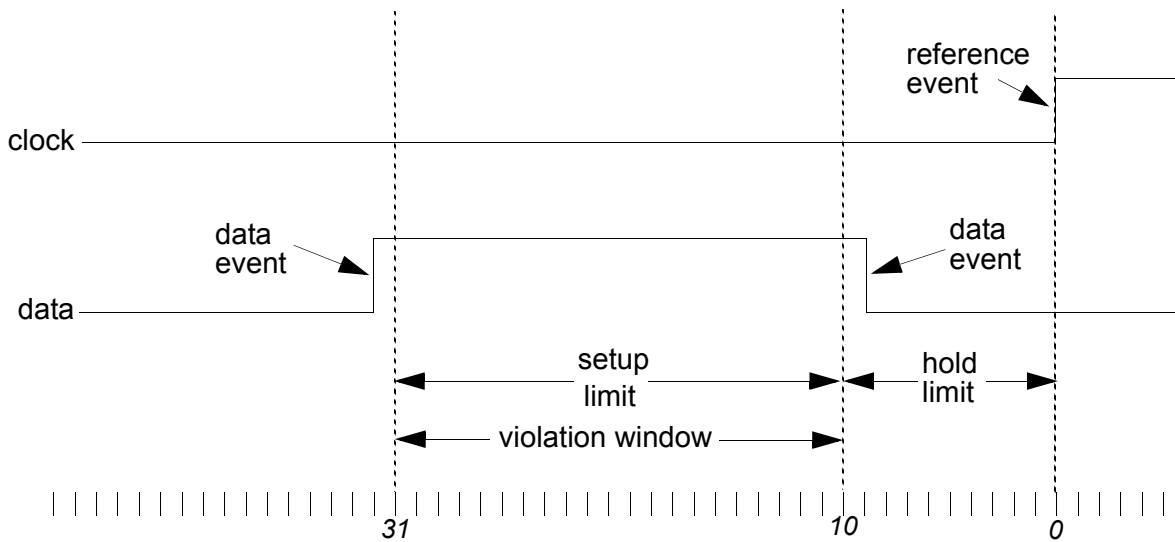 reference
event
clock
data
event
data
event
data
setup
limit
hold
limit
violation window
31
10
0